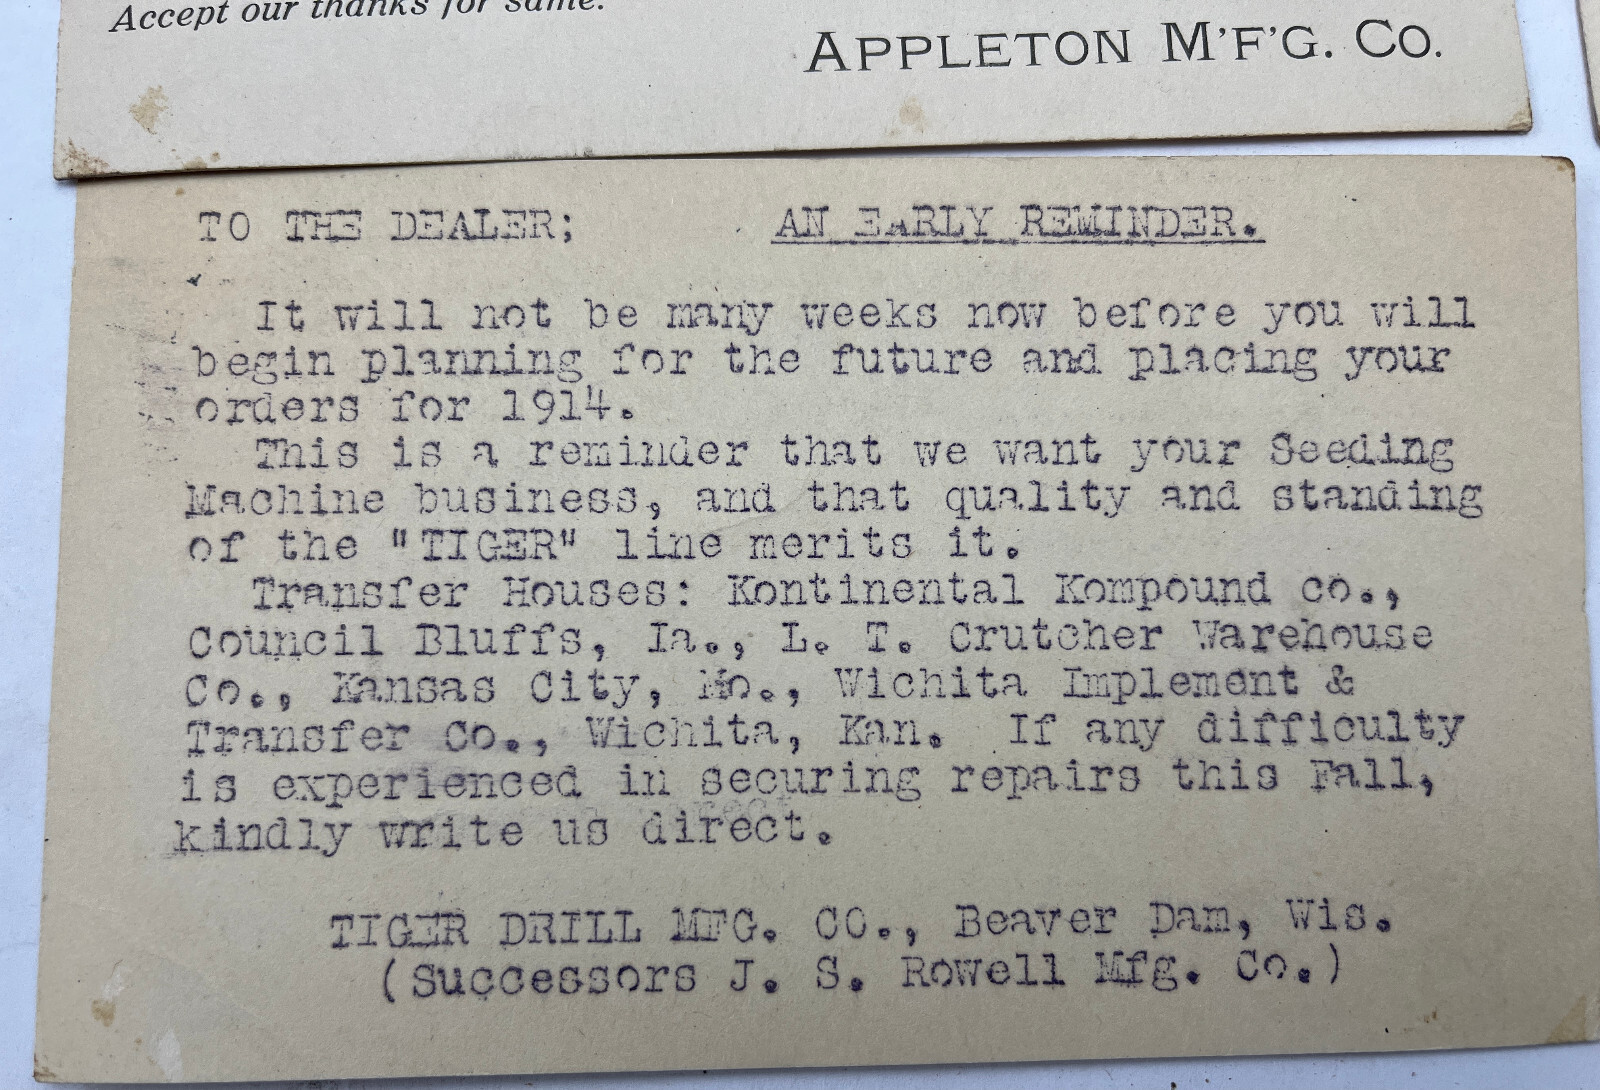 Accept our thanks for same.
APPLETON M'F'G. CO.
TO THE DEALER; AN EARLY REMINDER.
It will not be many weeks now before you will
begin planning for the future and placing your
orders for 1914.
This is a reminder that we want your Seeding
Machine business, and that quality and standing
of the "TIGER" line merits it.
Transfer Houses: Kontinental Kompound co.,
Council Bluffs, Ia., L. T. Crutcher Warehouse
Co., Kansas City, Mo., Wichita Implement &
Transfer Co., Wichita, Kan. If any difficulty
is experienced in securing repairs this Fall,
kindly write us direct.
TIGER DRILL MFG. CO., Beaver Dam, Wis.
(Successors J. S. Rowell Mfg. Co.)